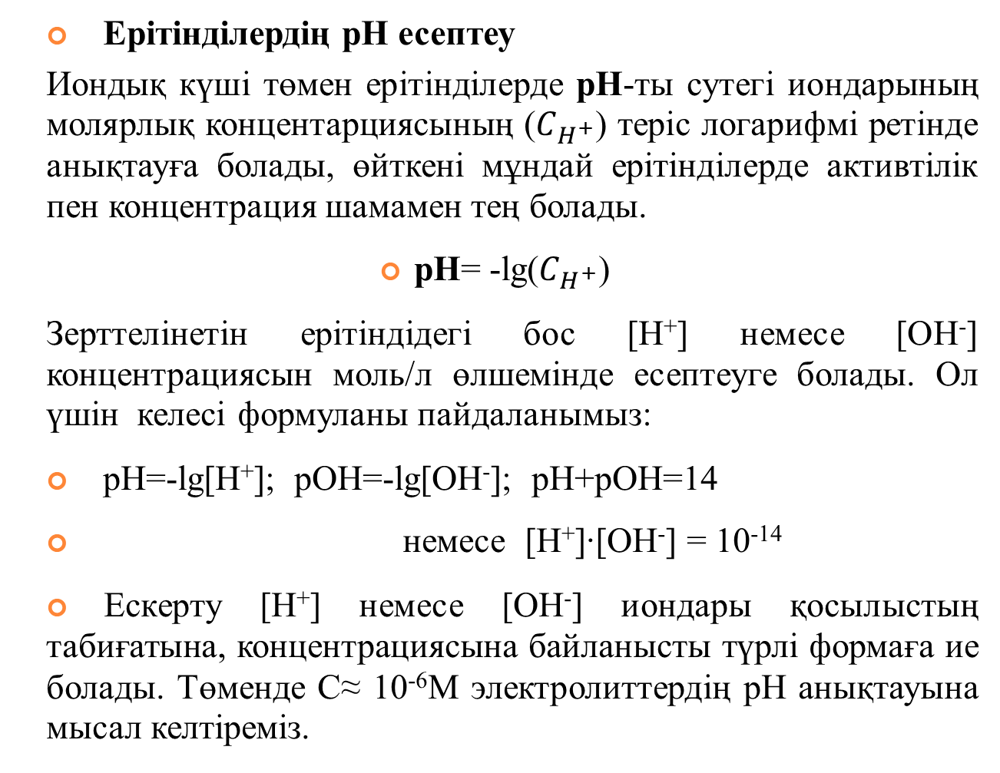 Ерітінділердің pH есептеу
Иондық күші төмен ерітінділерде pH-ты сутегі иондарының
молярлық концентарциясының (C_H⁺) теріс логарифмі ретінде
анықтауға болады, өйткені мұндай ерітінділерде активтілік
пен концентрация шамамен тең болады.
pH= -lg(C_H⁺)
Зерттелінетін ерітіндідегі бос [H⁺] немесе [OH⁻]
концентрациясын моль/л өлшемінде есептеуге болады. Ол
үшін келесі формуланы пайдаланымыз:
pH=-lg[H⁺]; pOH=-lg[OH⁻]; pH+pOH=14
немесе [H⁺]·[OH⁻] = 10⁻¹⁴
Ескерту [H⁺] немесе [OH⁻] иондары қосылыстың
табиғатына, концентрациясына байланысты түрлі формаға ие
болады. Төменде C≈ 10⁻⁶М электролиттердің pH анықтауына
мысал келтіреміз.